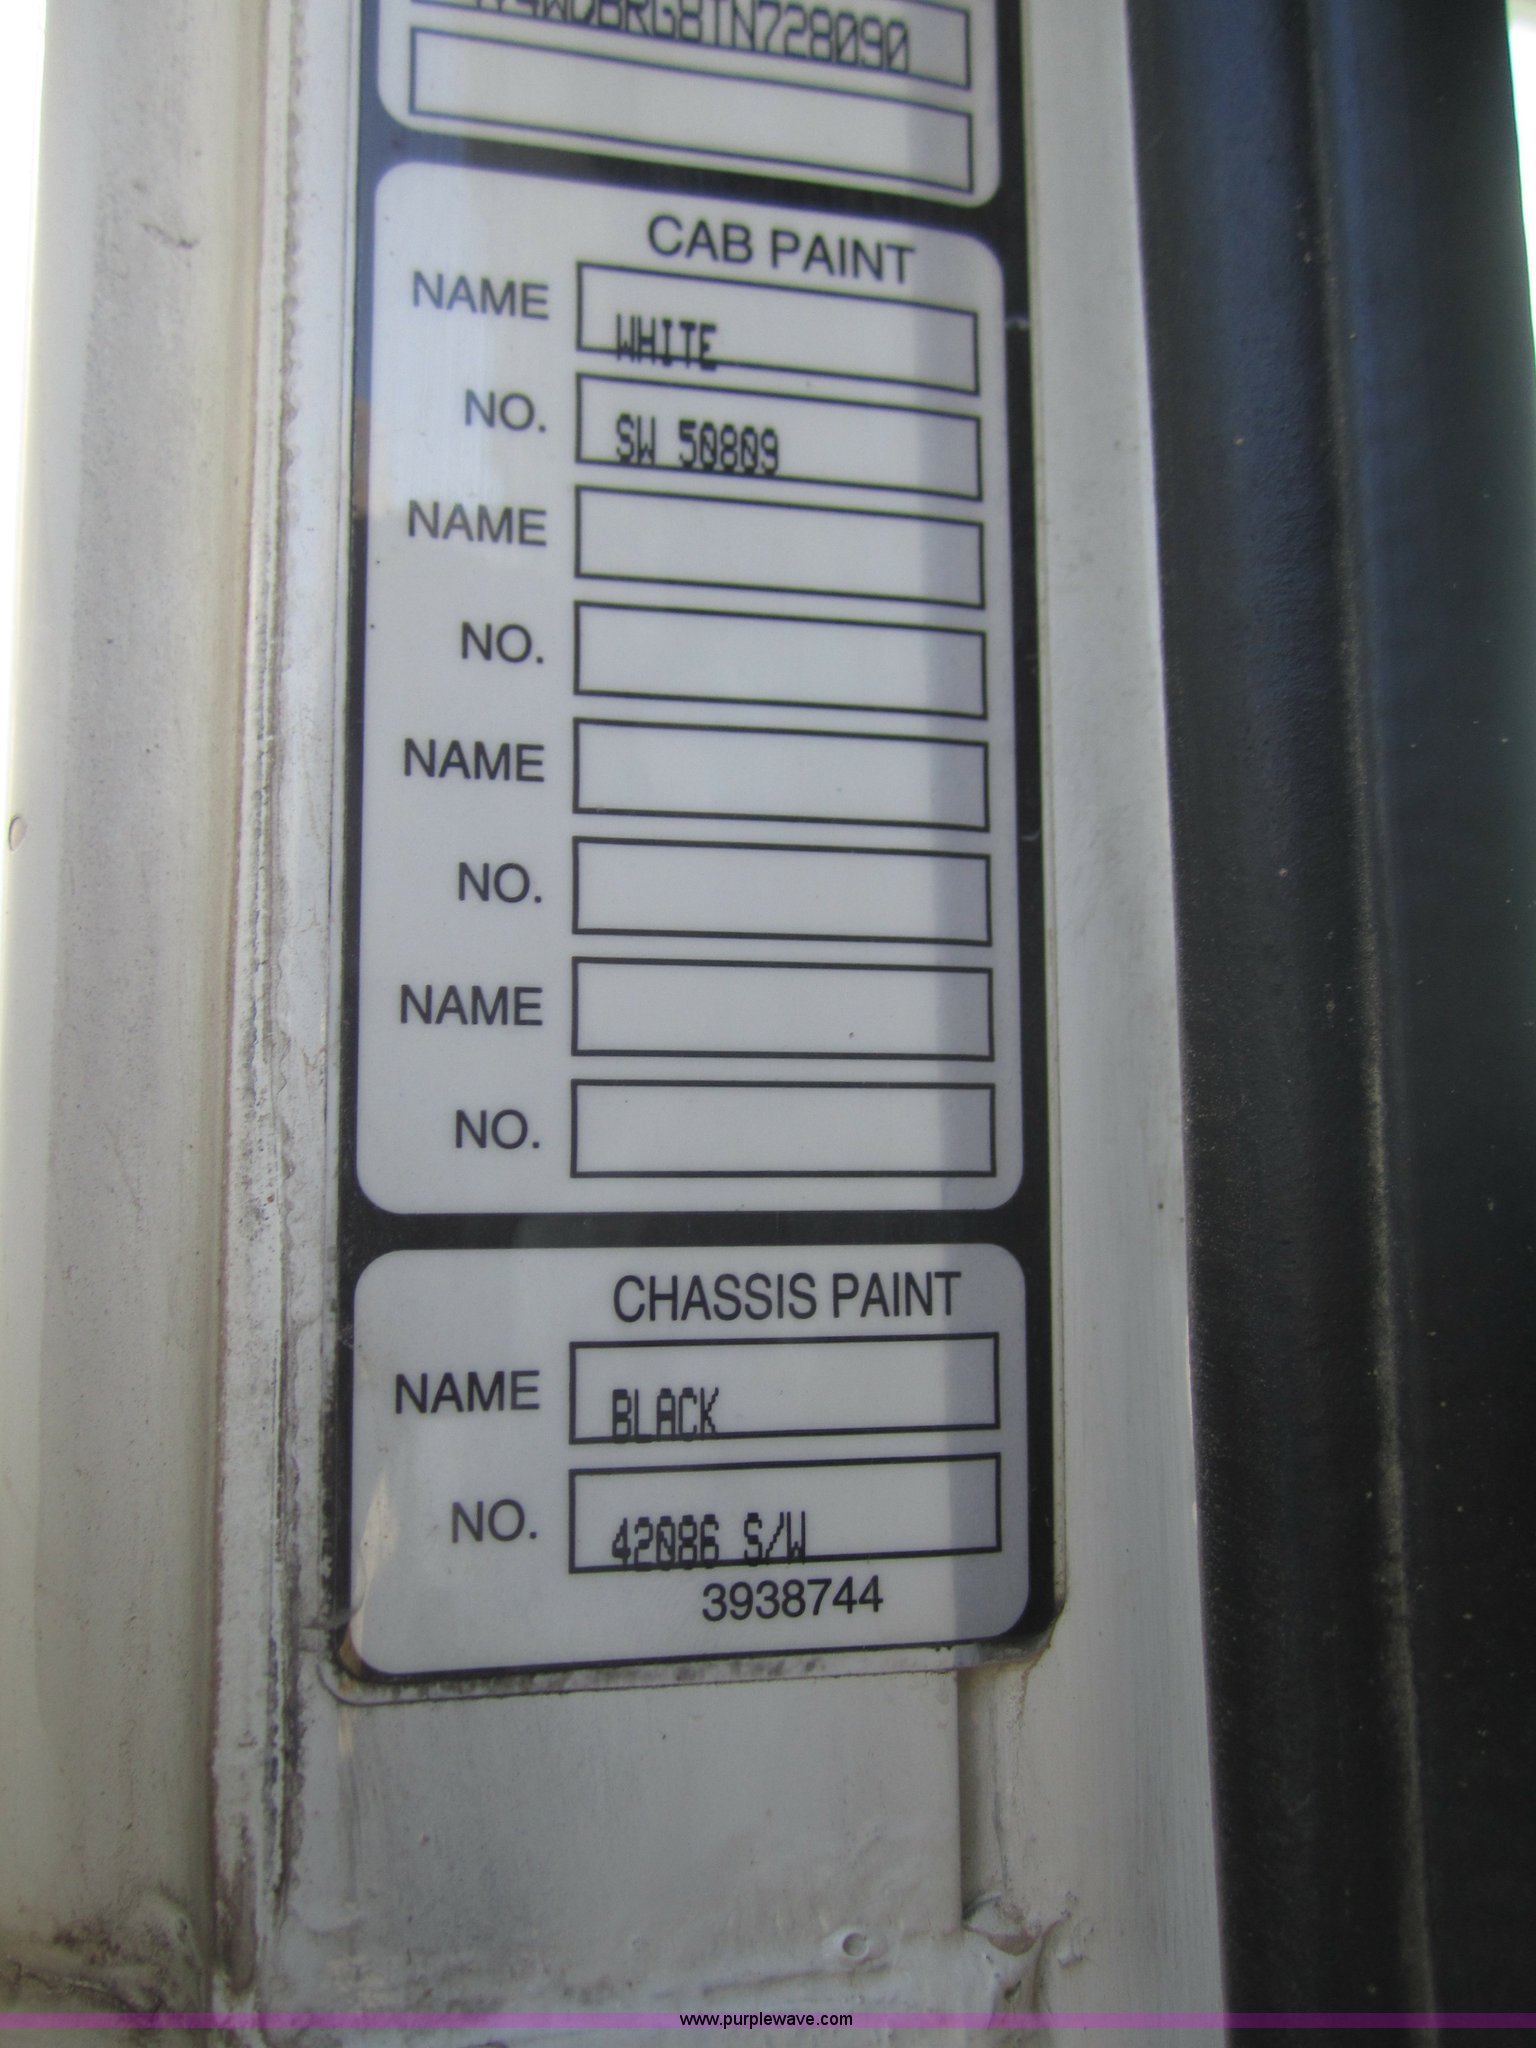 CAB PAINT
NAME WHITE
NO. SW 50809
NAME
NO.
NAME
NO.
NAME
NO.
CHASSIS PAINT
NAME BLACK
NO. 42086 S/W
3938744
www.purplewave.com